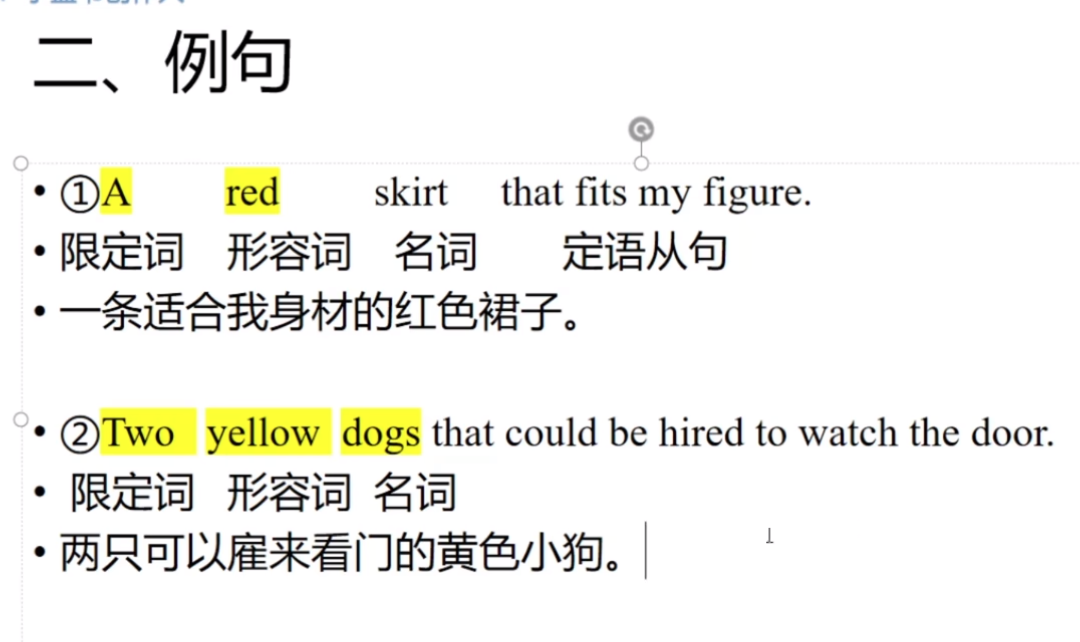 二、例句
• ①A red skirt that fits my figure.
• 限定词 形容词 名词 定语从句
• 一条适合我身材的红色裙子。
• ②Two yellow dogs that could be hired to watch the door.
• 限定词 形容词 名词
• 两只可以雇来看门的黄色小狗。